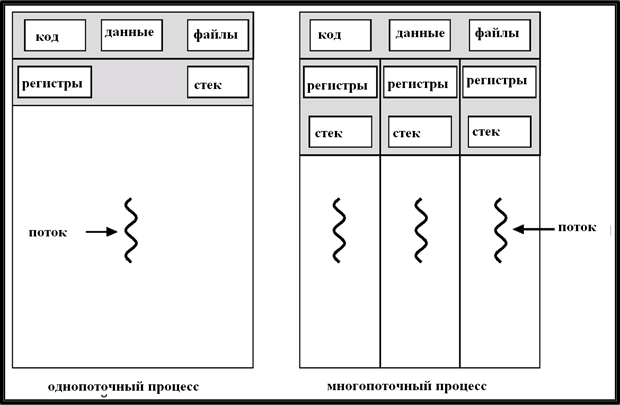 код данные файлы
регистры стек
поток
однопоточный процесс
код данные файлы
регистры регистры регистры
стек стек стек
поток
многопоточный процесс